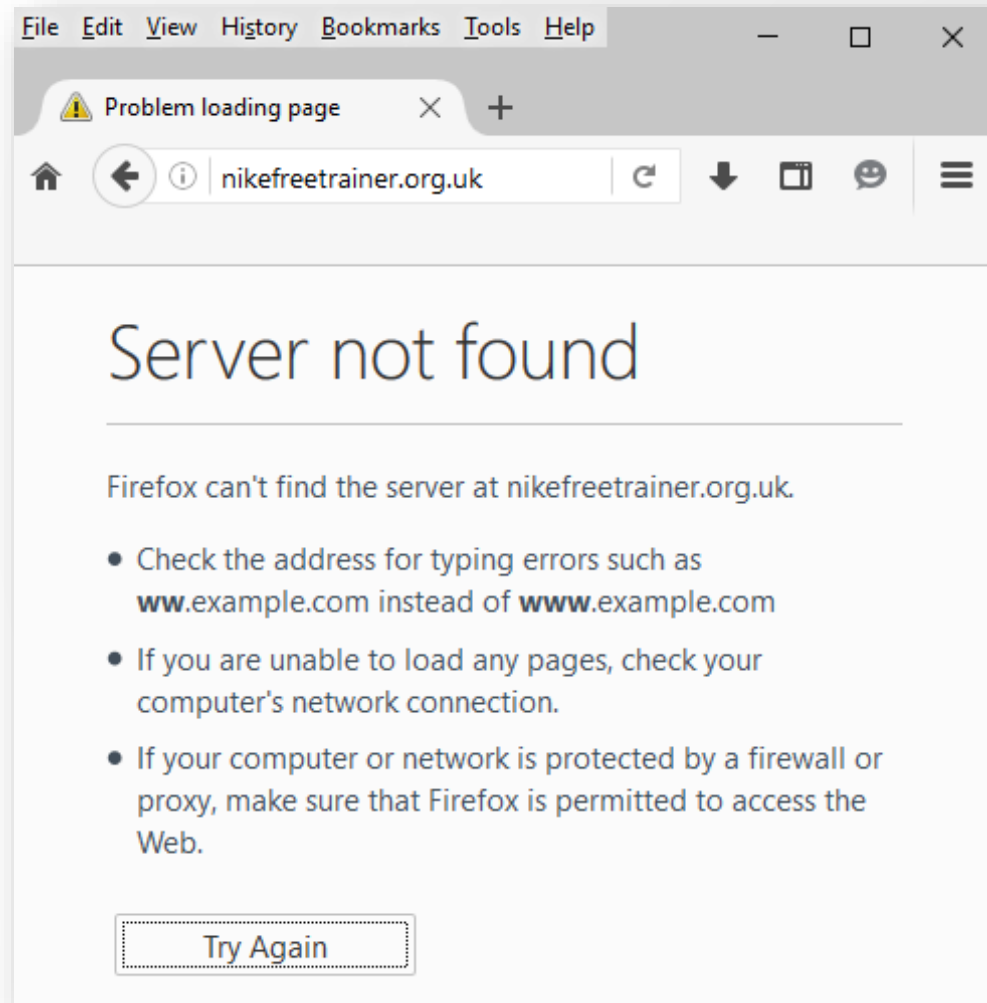 File Edit View History Bookmarks Tools Help
Problem loading page
nikefreetrainer.org.uk
Server not found
Firefox can't find the server at nikefreetrainer.org.uk.
Check the address for typing errors such as
ww.example.com instead of www.example.com
If you are unable to load any pages, check your
computer's network connection.
If your computer or network is protected by a firewall or
proxy, make sure that Firefox is permitted to access the
Web.
Try Again